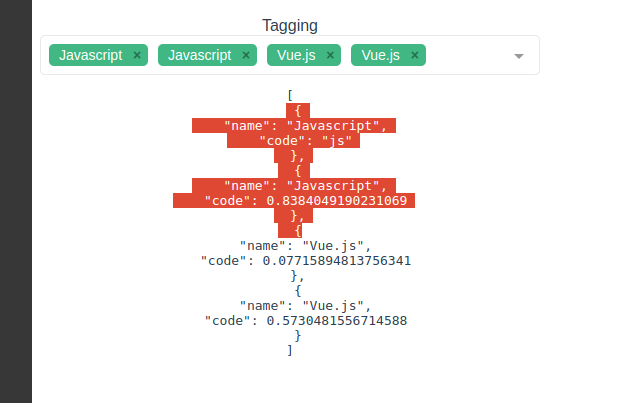 Tagging
Javascript × Javascript × Vue.js × Vue.js ×
[
{
"name": "Javascript",
"code": "js"
},
{
"name": "Javascript",
"code": 0.8384049190231069
},
{
"name": "Vue.js",
"code": 0.07715894813756341
},
{
"name": "Vue.js",
"code": 0.5730481556714588
}
]